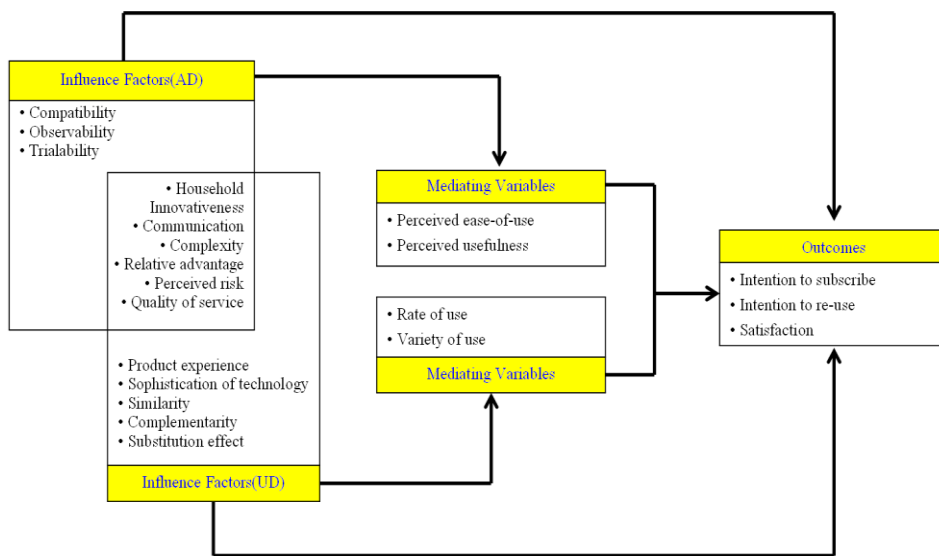 Influence Factors(AD)
• Compatibility
• Observability
• Trialability
• Household
Innovativeness
• Communication
• Complexity
• Relative advantage
• Perceived risk
• Quality of service
• Product experience
• Sophistication of technology
• Similarity
• Complementarity
• Substitution effect
Influence Factors(UD)
Mediating Variables
• Perceived ease-of-use
• Perceived usefulness
• Rate of use
• Variety of use
Mediating Variables
Outcomes
• Intention to subscribe
• Intention to re-use
• Satisfaction